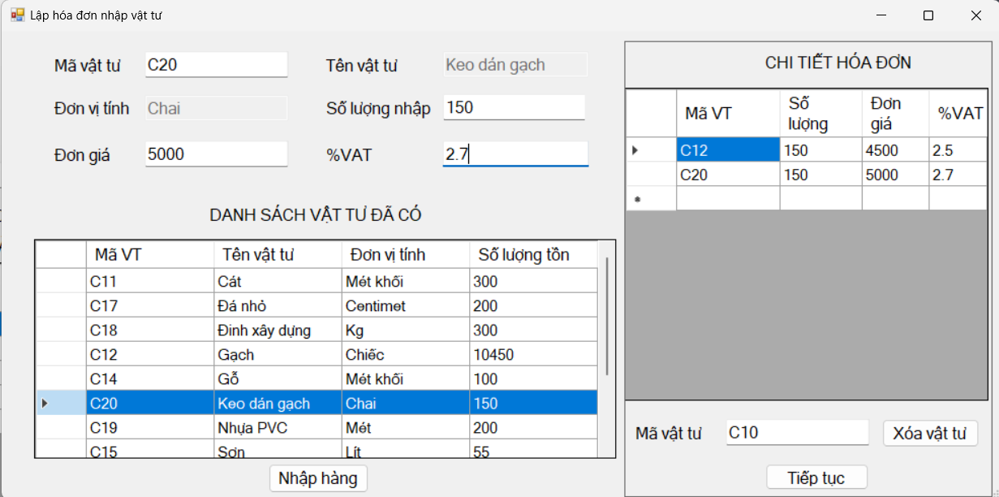 Lập hóa đơn nhập vật tư
Mã vật tư C20 Tên vật tư Keo dán gạch
Đơn vị tính Chai Số lượng nhập 150
Đơn giá 5000 %VAT 2.7
DANH SÁCH VẬT TƯ ĐÃ CÓ
Mã VT Tên vật tư Đơn vị tính Số lượng tồn
C11 Cát Mét khối 300
C17 Đá nhỏ Centimet 200
C18 Đinh xây dựng Kg 300
C12 Gạch Chiếc 10450
C14 Gỗ Mét khối 100
C20 Keo dán gạch Chai 150
C19 Nhựa PVC Mét 200
C15 Sơn Lít 55
Nhập hàng
CHI TIẾT HÓA ĐƠN
Mã VT Số lượng Đơn giá %VAT
C12 150 4500 2.5
C20 150 5000 2.7
Mã vật tư C10 Xóa vật tư
Tiếp tục